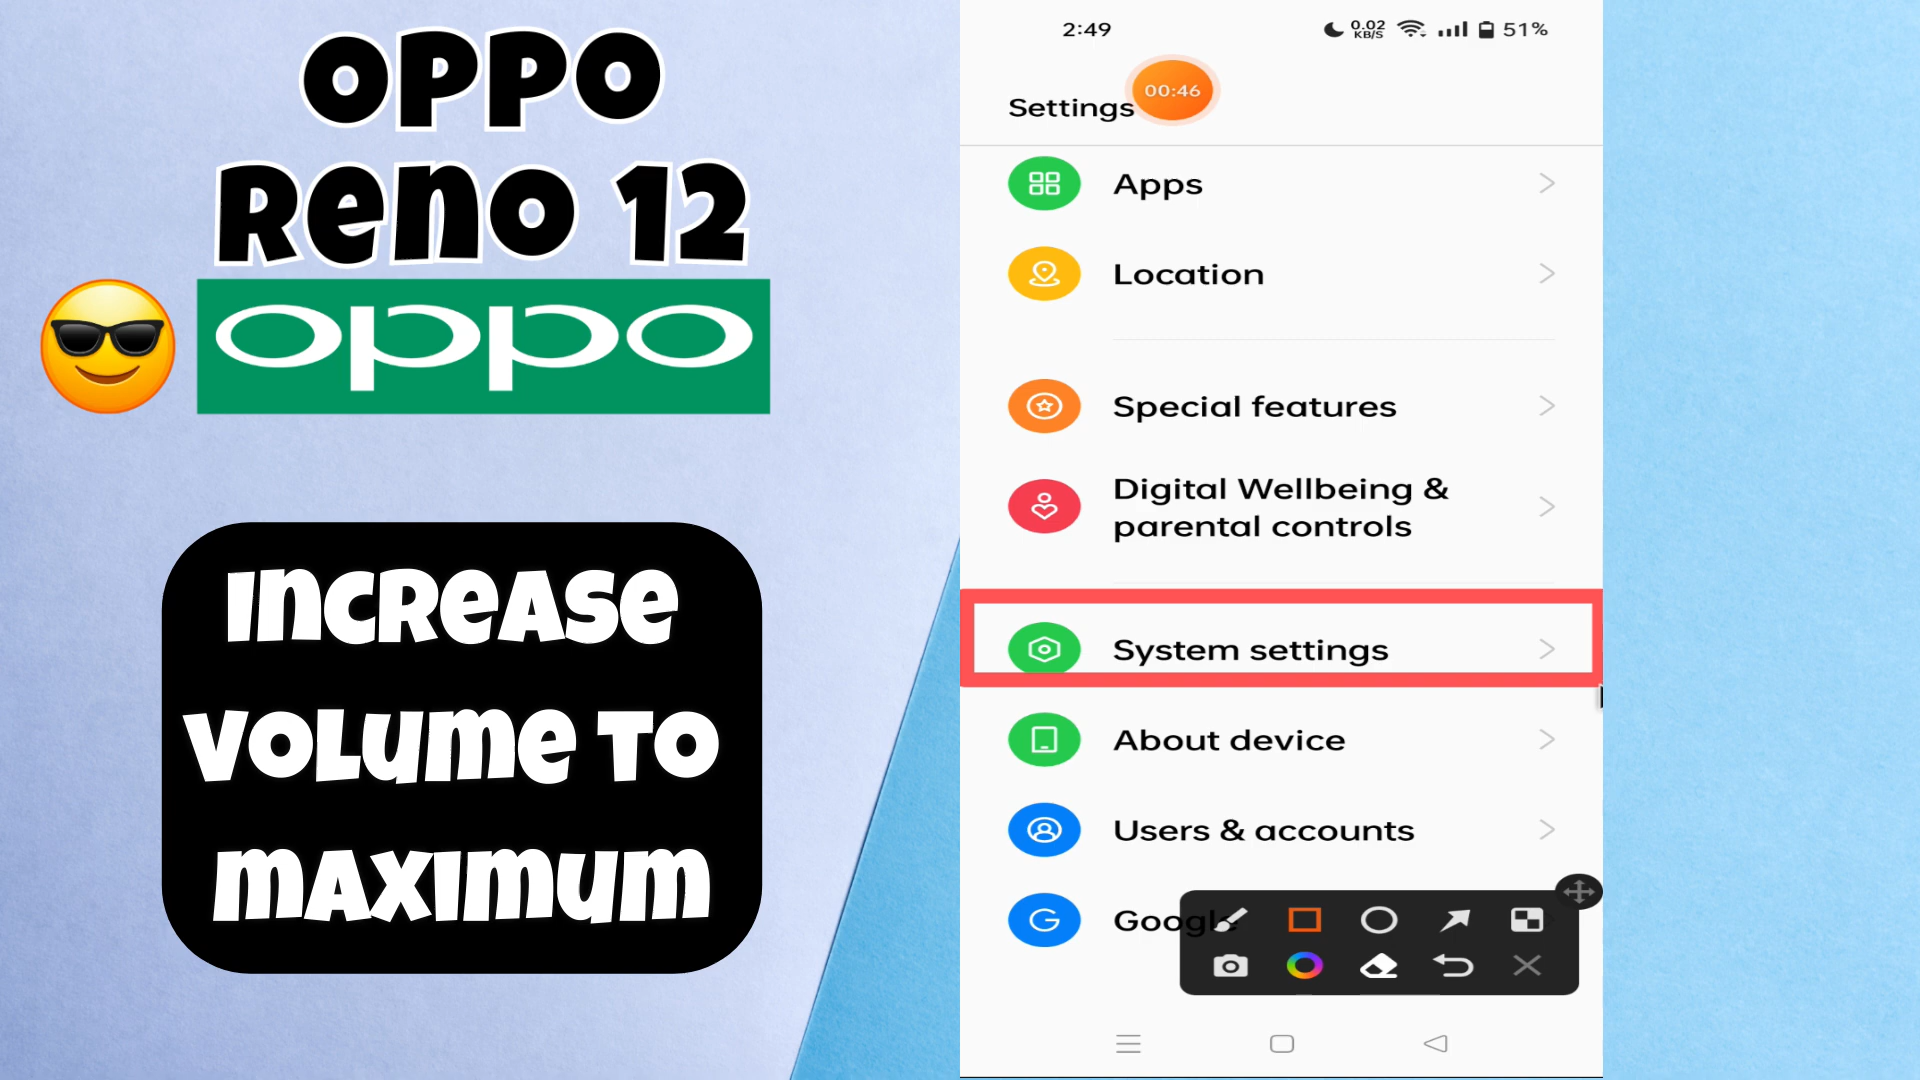 OPPO
Reno 12
oppo
Increase
Volume to
Maximum
2:49
0.02
KB/S
51%
00:46
Settings
Apps
Location
Special features
Digital Wellbeing &
parental controls
System settings
About device
Users & accounts
Google